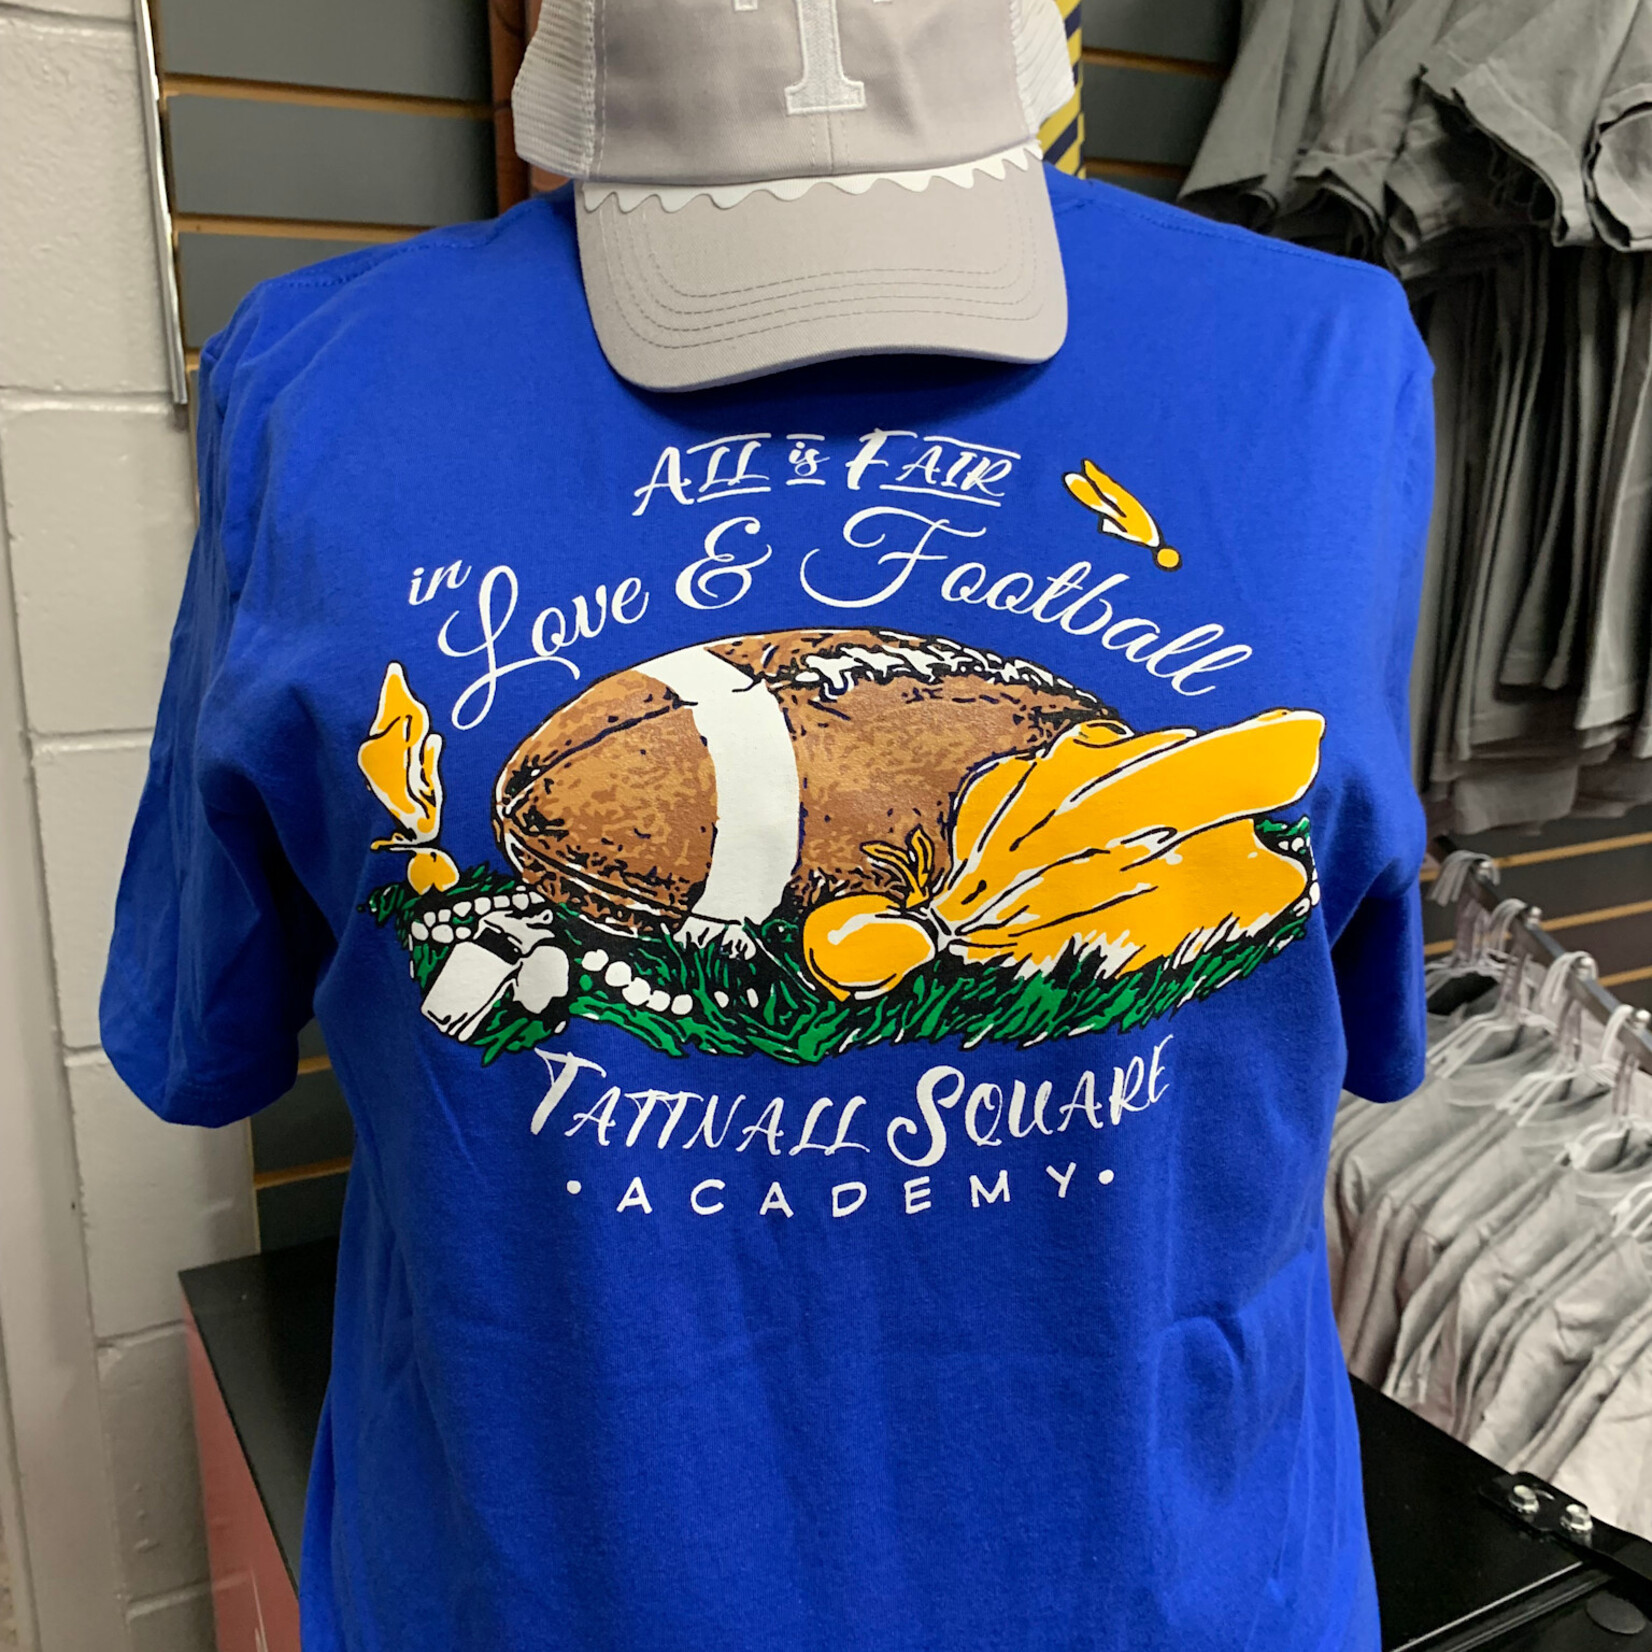 T
ALL is FAIR
in Love & Football
TATTNALL SQUARE
• ACADEMY •